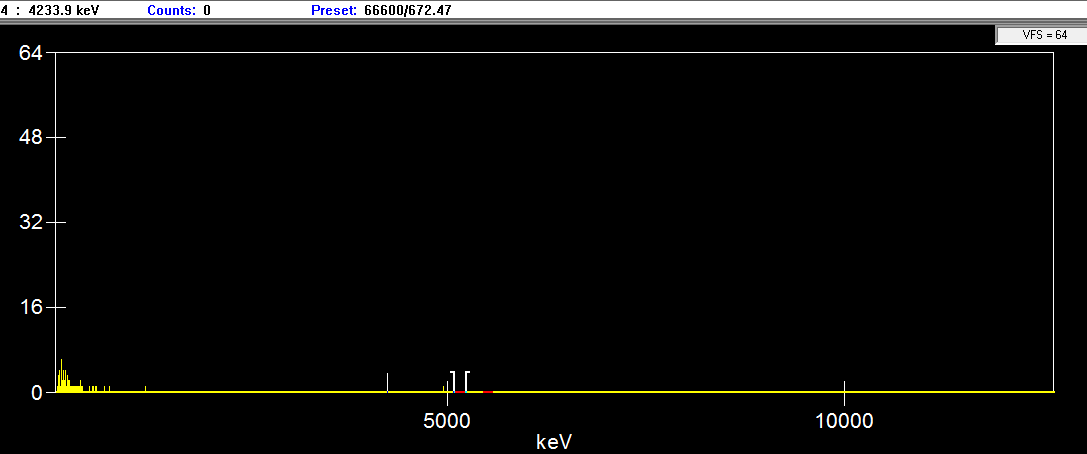 4 : 4233.9 keV Counts: 0 Preset: 66600/672.47
VFS = 64
64
48
32
16
0
5000 10000
keV